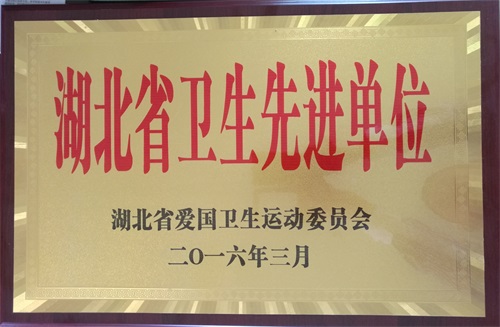 湖北省卫生先进单位
湖北省爱国卫生运动委员会
二O一六年三月